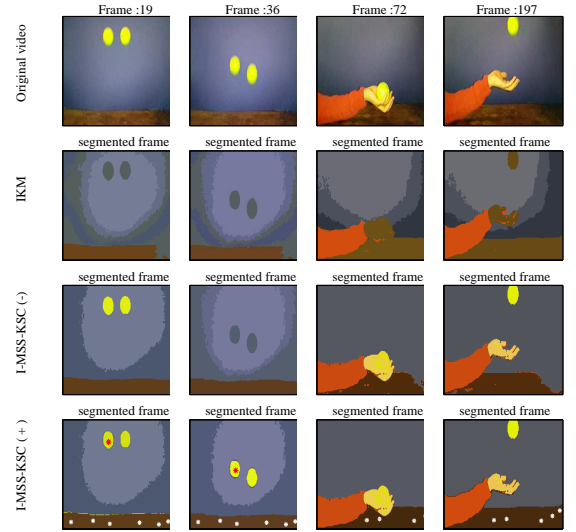 Frame :19
Frame :36
Frame :72
Frame :197
Original video
segmented frame
segmented frame
segmented frame
segmented frame
IKM
segmented frame
segmented frame
segmented frame
segmented frame
I-MSS-KSC (-)
segmented frame
segmented frame
segmented frame
segmented frame
I-MSS-KSC (+)